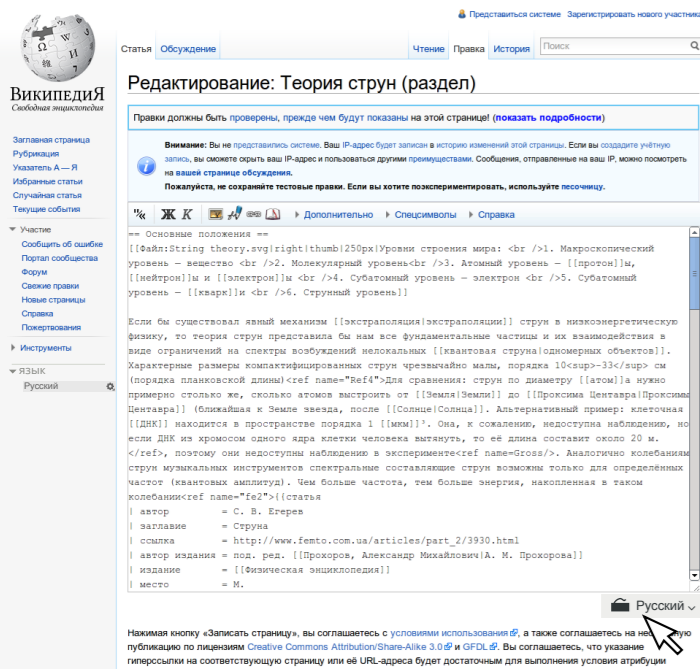 Представиться системе Зарегистрировать нового участника
Статья Обсуждение Чтение Правка История Поиск
ВикипедиЯ
Свободная энциклопедия
Редактирование: Теория струн (раздел)
Правки должны быть проверены, прежде чем будут показаны на этой странице! (показать подробности)
Внимание: Вы не представились системе. Ваш IP-адрес будет записан в историю изменений этой страницы. Если вы создадите учётную
запись, вы сможете скрыть ваш IP-адрес и пользоваться другими преимуществами. Сообщения, отправленные на ваш IP, можно посмотреть
на вашей странице обсуждения.
Пожалуйста, не сохраняйте тестовые правки. Если вы хотите поэкспериментировать, используйте песочницу.
Заглавная страница
Рубрикация
Указатель А — Я
Избранные статьи
Случайная статья
Текущие события
Участие
Сообщить об ошибке
Портал сообщества
Форум
Свежие правки
Новые страницы
Справка
Пожертвования
Инструменты
ЯЗЫК
Русский
Ж К Дополнительно Спецсимволы Справка
== Основные положения ==
[[Файл:String theory.svg|right|thumb|250px|Уровни строения мира: <br />1. Макроскопический
уровень — вещество <br />2. Молекулярный уровень<br />3. Атомный уровень — [[протон]]ы,
[[нейтрон]]ы и [[электрон]]ы <br />4. Субатомный уровень — электрон <br />5. Субатомный
уровень — [[кварк]]и <br />6. Струнный уровень]]
Если бы существовал явный механизм [[экстраполяция|экстраполяции]] струн в низкоэнергетическую
физику, то теория струн представила бы нам все фундаментальные частицы и их взаимодействия в
виде ограничений на спектры возбуждений нелокальных [[квантовая струна|одномерных объектов]].
Характерные размеры компактифицированных струн чрезвычайно малы, порядка 10<sup>−33</sup> см
(порядка планковской длины)<ref name="Ref4">Для сравнения: струн по диаметру [[атом]]а нужно
примерно столько же, сколько атомов выстроить от [[Земля|Земли]] до [[Проксима Центавра|Проксимы
Центавра]] (ближайшая к Земле звезда, после [[Солнце|Солнца]]. Альтернативный пример: клеточная
[[ДНК]] находится в пространстве порядка 1 [[мкм]]³. Она, к сожалению, недоступна наблюдению, но
если ДНК из хромосом одного ядра клетки человека вытянуть, то её длина составит около 20 м.
</ref>, поэтому они недоступны наблюдению в эксперименте<ref name=Gross/>. Аналогично колебаниям
струн музыкальных инструментов спектральные составляющие струн возможны только для определённых
частот (квантовых амплитуд). Чем больше частота, тем больше энергия, накопленная в таком
колебании<ref name="fe2">{{статья
| автор = С. В. Егерев
| заглавие = Струна
| ссылка = http://www.femto.com.ua/articles/part_2/3930.html
| автор издания = под. ред. [[Прохоров, Александр Михайлович|А. М. Прохорова]]
| издание = [[Физическая энциклопедия]]
| место = М.
Русский
Нажимая кнопку «Записать страницу», вы соглашаетесь с условиями использования, а также соглашаетесь на
публикацию по лицензиям Creative Commons Attribution/Share-Alike 3.0 и GFDL. Вы соглашаетесь, что указание
гиперссылки на соответствующую страницу или её URL-адреса будет достаточным для выполнения условия атрибуции